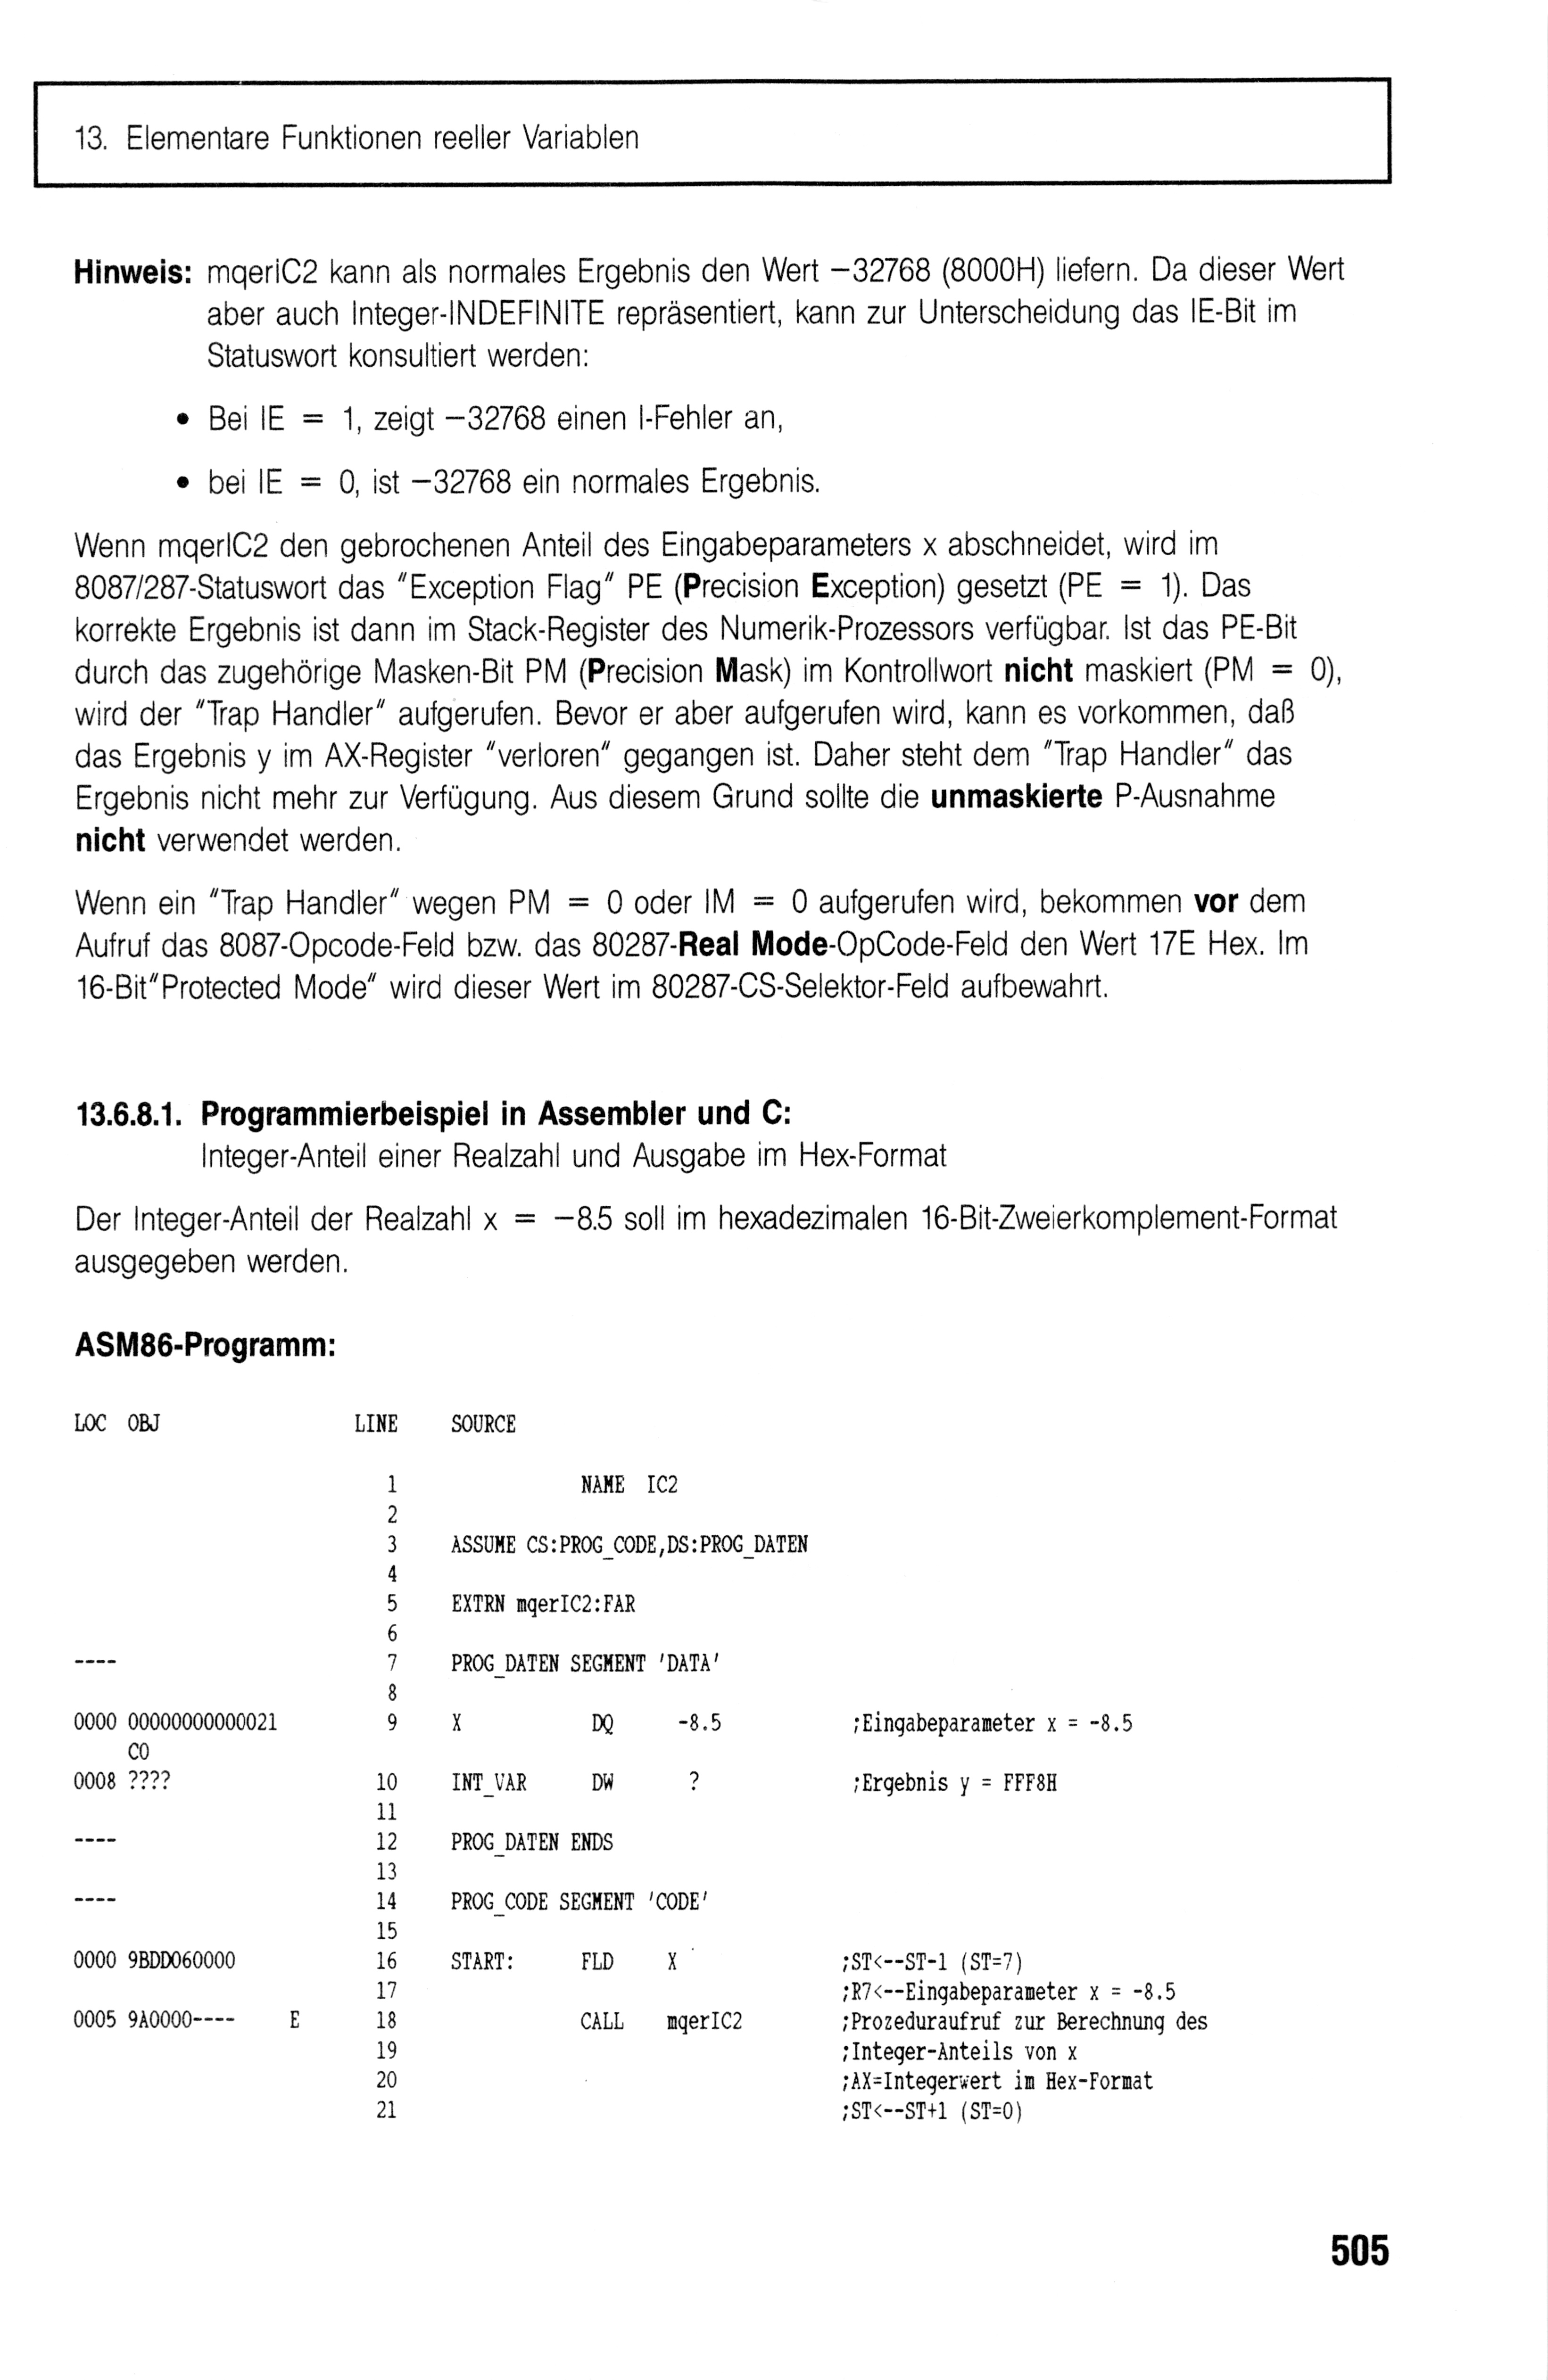 13. Elementare Funktionen reeller Variablen
Hinweis: mqeriC2 kann als normales Ergebnis den Wert −32768 (8000H) liefern. Da dieser Wert
aber auch Integer-INDEFINITE repräsentiert, kann zur Unterscheidung das IE-Bit im
Statuswort konsultiert werden:
• Bei IE = 1, zeigt −32768 einen I-Fehler an,
• bei IE = 0, ist −32768 ein normales Ergebnis.
Wenn mqerIC2 den gebrochenen Anteil des Eingabeparameters x abschneidet, wird im
8087/287-Statuswort das "Exception Flag" PE (Precision Exception) gesetzt (PE = 1). Das
korrekte Ergebnis ist dann im Stack-Register des Numerik-Prozessors verfügbar. Ist das PE-Bit
durch das zugehörige Masken-Bit PM (Precision Mask) im Kontrollwort nicht maskiert (PM = 0),
wird der "Trap Handler" aufgerufen. Bevor er aber aufgerufen wird, kann es vorkommen, daß
das Ergebnis y im AX-Register "verloren" gegangen ist. Daher steht dem "Trap Handler" das
Ergebnis nicht mehr zur Verfügung. Aus diesem Grund sollte die unmaskierte P-Ausnahme
nicht verwendet werden.
Wenn ein "Trap Handler" wegen PM = 0 oder IM = 0 aufgerufen wird, bekommen vor dem
Aufruf das 8087-Opcode-Feld bzw. das 80287-Real Mode-OpCode-Feld den Wert 17E Hex. Im
16-Bit"Protected Mode" wird dieser Wert im 80287-CS-Selektor-Feld aufbewahrt.
13.6.8.1. Programmierbeispiel in Assembler und C:
Integer-Anteil einer Realzahl und Ausgabe im Hex-Format
Der Integer-Anteil der Realzahl x = −8.5 soll im hexadezimalen 16-Bit-Zweierkomplement-Format
ausgegeben werden.
ASM86-Programm:
LOC OBJ LINE SOURCE
1 NAME IC2
2
3 ASSUME CS:PROG_CODE,DS:PROG_DATEN
4
5 EXTRN mqerIC2:FAR
6
---- 7 PROG_DATEN SEGMENT 'DATA'
8
0000 00000000000021 9 X DQ -8.5 ;Eingabeparameter x = -8.5
C0
0008 ???? 10 INT_VAR DW ? ;Ergebnis y = FFF8H
11
---- 12 PROG_DATEN ENDS
13
---- 14 PROG_CODE SEGMENT 'CODE'
15
0000 9BDD060000 16 START: FLD X ;ST<--ST-1 (ST=7)
17 ;R7<--Eingabeparameter x = -8.5
0005 9A0000---- E 18 CALL mqerIC2 ;Prozeduraufruf zur Berechnung des
19 ;Integer-Anteils von x
20 ;AX=Integerwert im Hex-Format
21 ;ST<--ST+1 (ST=0)
505